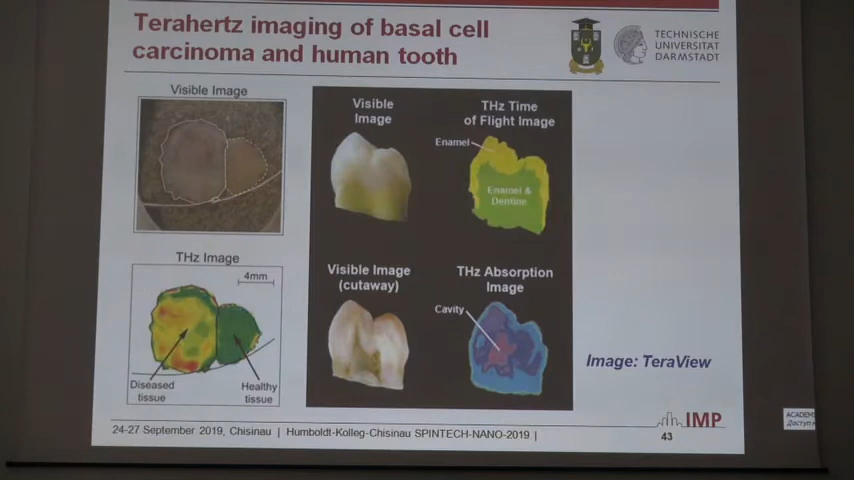 Terahertz imaging of basal cell
carcinoma and human tooth
TECHNISCHE
UNIVERSITÄT
DARMSTADT
Visible Image
THz Image
4mm
Diseased
tissue
Healthy
tissue
Visible
Image
THz Time
of Flight Image
Enamel
Enamel &
Dentine
Visible Image
(cutaway)
THz Absorption
Image
Cavity
Image: TeraView
24-27 September 2019, Chisinau | Humboldt-Kolleg-Chisinau SPINTECH-NANO-2019 |
IMP
43